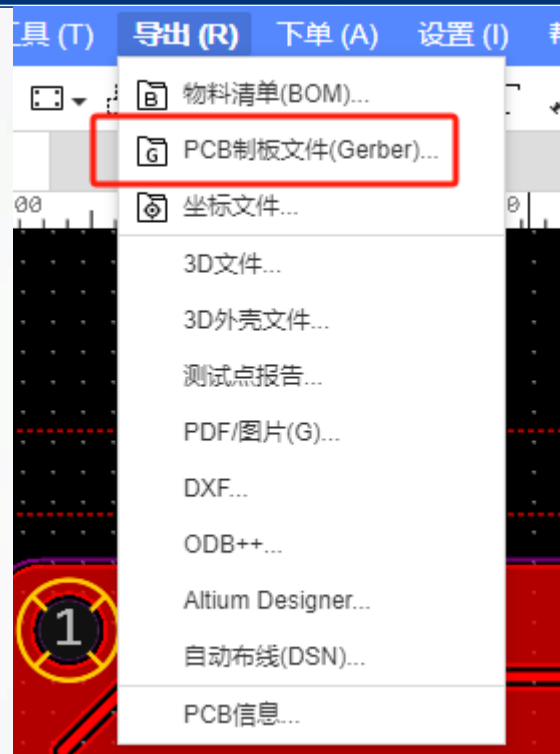 具 (T) 导出 (R) 下单 (A) 设置 (I)
B 物料清单(BOM)...
G PCB制板文件(Gerber)...
坐标文件...
3D文件...
3D外壳文件...
测试点报告...
PDF/图片(G)...
DXF...
ODB++...
Altium Designer...
自动布线(DSN)...
PCB信息...
00
0
1